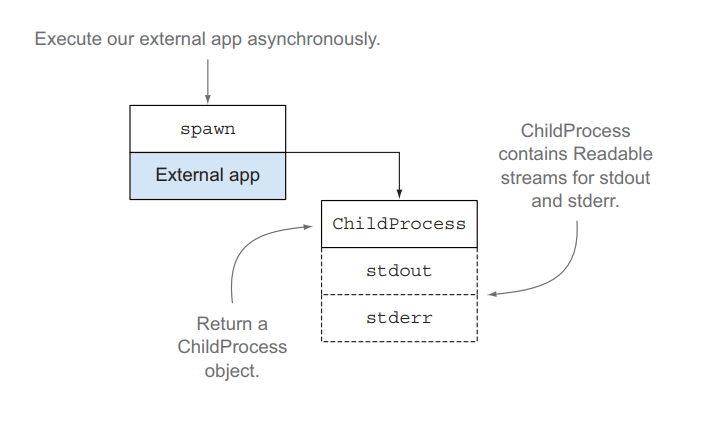 Execute our external app asynchronously.
spawn
External app
ChildProcess
contains Readable
streams for stdout
and stderr.
ChildProcess
stdout
stderr
Return a
ChildProcess
object.